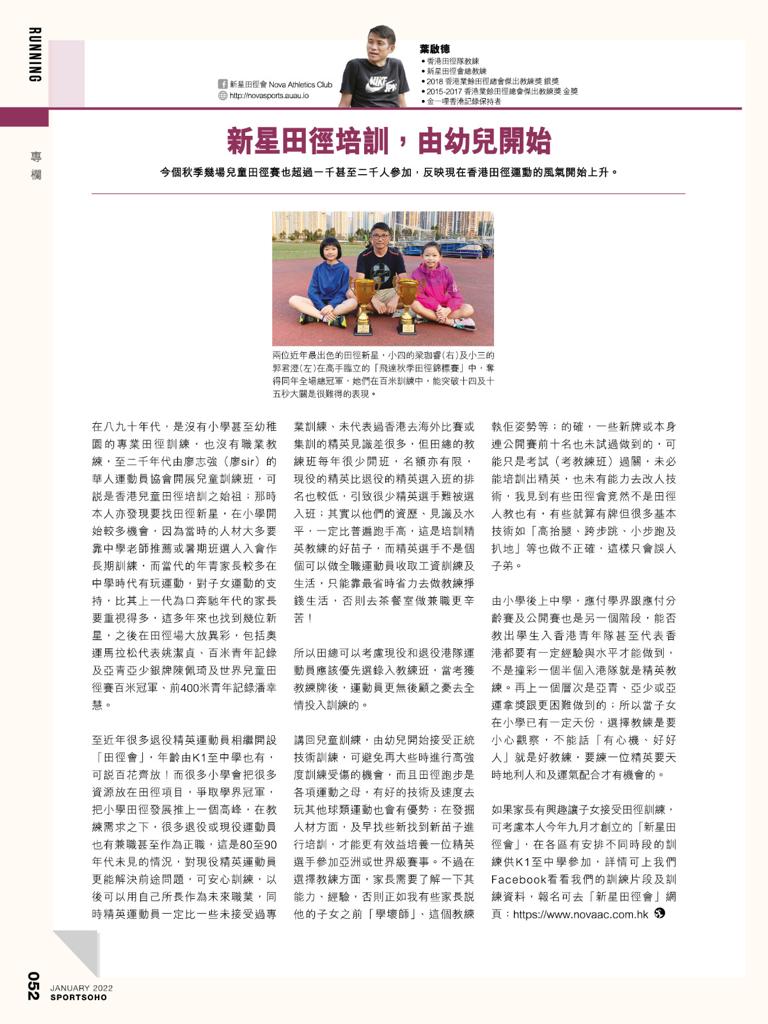 RUNNING
專欄
新星田徑會 Nova Athletics Club
http://novasports.auau.io
葉啟德
• 香港田徑隊教練
• 新星田徑會總教練
• 2018 香港業餘田徑總會傑出教練獎 銀獎
• 2015-2017 香港業餘田徑總會傑出教練獎 金獎
• 金一哩香港記錄保持者
新星田徑培訓，由幼兒開始
今個秋季幾場兒童田徑賽也超過一千甚至二千人參加，反映現在香港田徑運動的風氣開始上升。
兩位近年最出色的田徑新星，小四的梁珈睿(右)及小三的
郭君澄(左)在高手臨立的「飛達秋季田徑錦標賽」中，奪
得同年全場總冠軍，她們在百米訓練中，能突破十四及十
五秒大關是很難得的表現。
在八九十年代，是沒有小學甚至幼稚
園的專業田徑訓練，也沒有職業教
練，至二千年代由廖志強（廖sir）的
華人運動員協會開展兒童訓練班，可
說是香港兒童田徑培訓之始祖；那時
本人亦發現要找田徑新星，在小學開
始較多機會，因為當時的人材大多要
靠中學老師推薦或暑期班選人入會作
長期訓練，而當代的年青家長較多在
中學時代有玩運動，對子女運動的支
持，比其上一代為口奔馳年代的家長
要重視得多，這多年來也找到幾位新
星，之後在田徑場大放異彩，包括奧
運馬拉松代表姚潔貞、百米青年記錄
及亞青亞少銀牌陳佩琦及世界兒童田
徑賽百米冠軍、前400米青年記錄潘幸
慧。
至近年很多退役精英運動員相繼開設
「田徑會」，年齡由K1至中學也有，
可說百花齊放！而很多小學會把很多
資源放在田徑項目，爭取學界冠軍，
把小學田徑發展推上一個高峰，在教
練需求之下，很多退役或現役運動員
也有兼職甚至作為正職，這是80至90
年代未見的情況，對現役精英運動員
更能解決前途問題，可安心訓練，以
後可以用自己所長作為未來職業，同
時精英運動員一定比一些未接受過專
業訓練、未代表過香港去海外比賽或
集訓的精英見識差很多，但田總的教
練班每年很少開班，名額亦有限，
現役的精英比退役的精英選入班的排
名也較低，引致很少精英選手難被選
入班；其實以他們的資歷、見識及水
平，一定比普遍跑手高，這是培訓精
英教練的好苗子，而精英選手不是個
個可以做全職運動員收取工資訓練及
生活，只能靠最省時省力去做教練掙
錢生活，否則去茶餐室做兼職更辛
苦！
所以田總可以考慮現役和退役港隊運
動員應該優先選錄入教練班，當考獲
教練牌後，運動員更無後顧之憂去全
情投入訓練的。
講回兒童訓練，由幼兒開始接受正統
技術訓練，可避免再大些時進行高強
度訓練受傷的機會，而且田徑跑步是
各項運動之母，有好的技術及速度去
玩其他球類運動也會有優勢；在發掘
人材方面，及早找些新找到新苗子進
行培訓，才能更有效益培養一位精英
選手參加亞洲或世界級賽事。不過在
選擇教練方面，家長需要了解一下其
能力、經驗，否則正如我有些家長說
他的子女之前「學壞師」、這個教練
執佢姿勢等；的確，一些新牌或本身
連公開賽前十名也未試過做到的，可
能只是考試（考教練班）過關，未必
能培訓出精英，也未有能力去改人技
術，我見到有些田徑會竟然不是田徑
人教也有，有些就算有牌但很多基本
技術如「高抬腿、跨步跳、小步跑及
扒地」等也做不正確，這樣只會誤人
子弟。
由小學後上中學，應付學界跟應付分
齡賽及公開賽也是另一個階段，能否
教出學生入香港青年隊甚至代表香
港都要有一定經驗與水平才能做到，
不是撞彩一個半個入港隊就是精英教
練。再上一個層次是亞青、亞少或亞
運拿獎跟更困難做到的；所以當子女
在小學已有一定天份，選擇教練是要
小心觀察，不能話「有心機、好好
人」就是好教練，要練一位精英要天
時地利人和及運氣配合才有機會的。
如果家長有興趣讓子女接受田徑訓練，
可考慮本人今年九月才創立的「新星田
徑會」，在各區有安排不同時段的訓
練供K1至中學參加，詳情可上我們
Facebook看看我們的訓練片段及訓
練資料，報名可去「新星田徑會」網
頁：https://www.novaac.com.hk
052
JANUARY 2022
SPORTSOHO